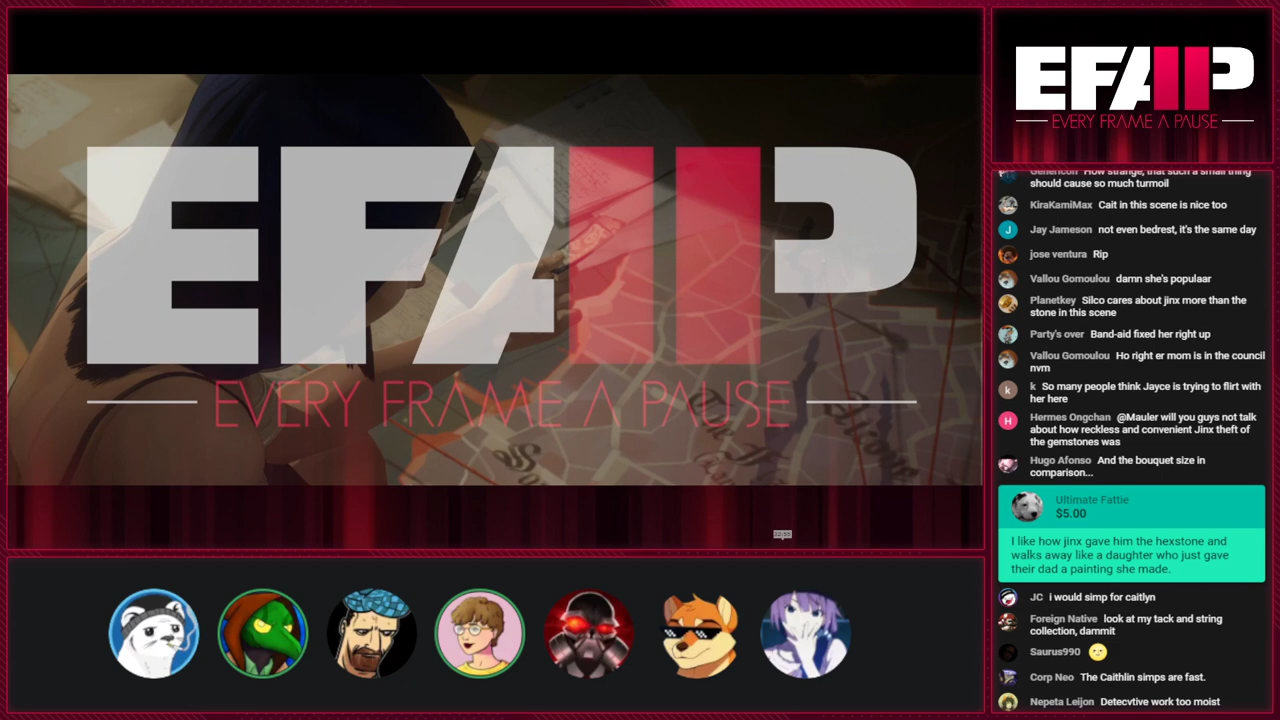 EFAP
EVERY FRAME A PAUSE
EFAP
EVERY FRAME A PAUSE
Genericon How strange, that such a small thing
should cause so much turmoil
KiraKamiMax Cait in this scene is nice too
J Jay Jameson not even bedrest, it's the same day
jose ventura Rip
Vallou Gomoulou damn she's populaar
Planetkey Silco cares about jinx more than the
stone in this scene
Party's over Band-aid fixed her right up
Vallou Gomoulou Ho right er mom is in the council
nvm
k k So many people think Jayce is trying to flirt with
her here
H Hermes Ongchan @Mauler will you guys not talk
about how reckless and convenient Jinx theft of
the gemstones was
Hugo Afonso And the bouquet size in
comparison...
Ultimate Fattie
$5.00
I like how jinx gave him the hexstone and
walks away like a daughter who just gave
their dad a painting she made.
JC i would simp for caitlyn
Foreign Native look at my tack and string
collection, dammit
Saurus990
Corp Neo The Caithlin simps are fast.
Nepeta Leijon Detecvtive work too moist